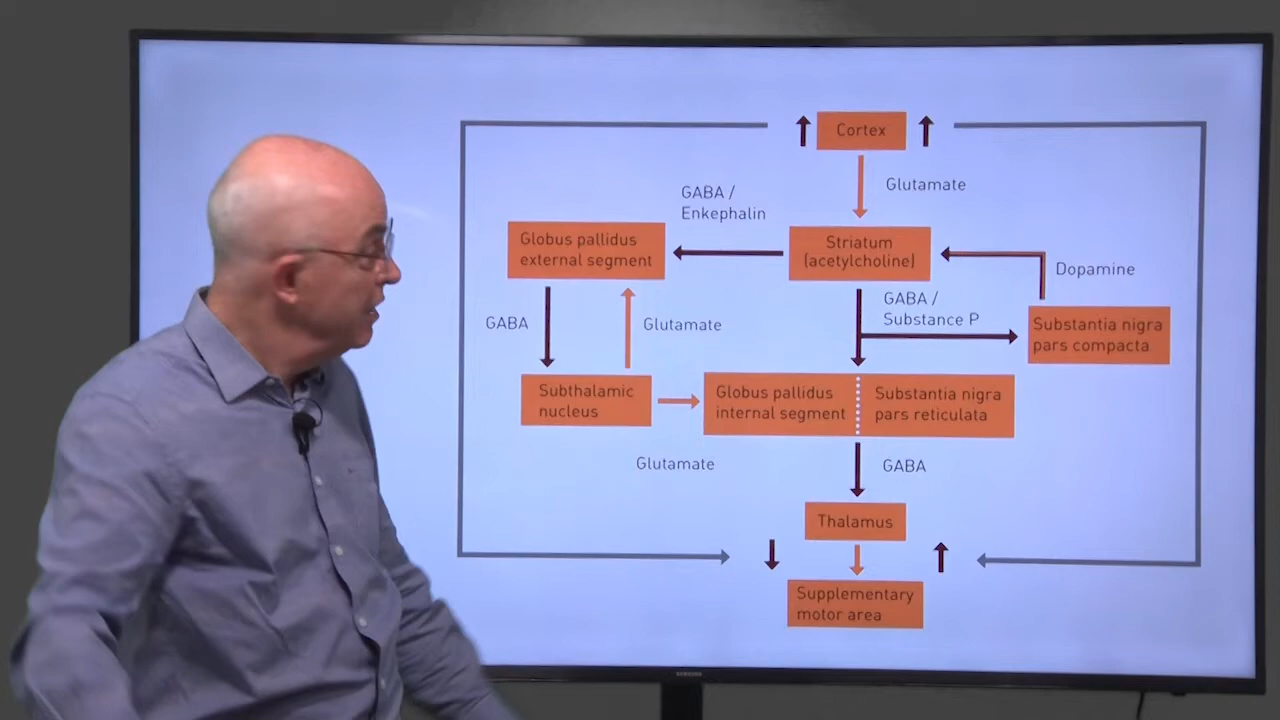 Cortex
Glutamate
GABA /
Enkephalin
Globus pallidus
external segment
Striatum
(acetylcholine)
Dopamine
GABA /
Substance P
GABA
Glutamate
Substantia nigra
pars compacta
Subthalamic
nucleus
Globus pallidus
internal segment
Substantia nigra
pars reticulata
Glutamate
GABA
Thalamus
Supplementary
motor area
SAMSUNG